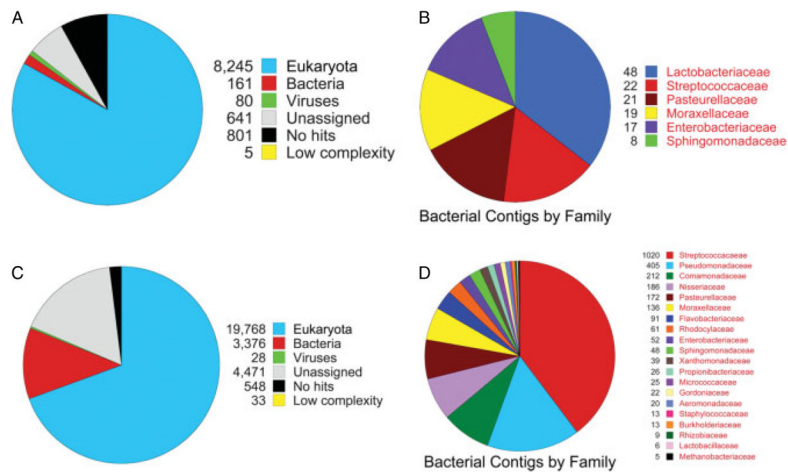 A
8,245 Eukaryota
161 Bacteria
80 Viruses
641 Unassigned
801 No hits
5 Low complexity
B
48 Lactobacteriaceae
22 Streptococcaceae
21 Pasteurellaceae
19 Moraxellaceae
17 Enterobacteriaceae
8 Sphingomonadaceae
Bacterial Contigs by Family
C
19,768 Eukaryota
3,376 Bacteria
28 Viruses
4,471 Unassigned
548 No hits
33 Low complexity
D
1020 Streptococcacaeae
405 Pseudomonadaceae
212 Comamonadaceae
186 Nisseriaceae
172 Pasteurellaceae
136 Moraxellaceae
91 Flavobacteriaceae
61 Rhodocylaceae
52 Enterobacteriaceae
48 Sphingomonadaceae
39 Xanthomonadaceae
26 Propionibacteriaceae
25 Micrococcaceae
22 Gordoniaceae
20 Aeromonadaceae
13 Staphylococcaceae
13 Burkholderiaceae
9 Rhizobiaceae
6 Lactobacillaceae
5 Methanobacteriaceae
Bacterial Contigs by Family